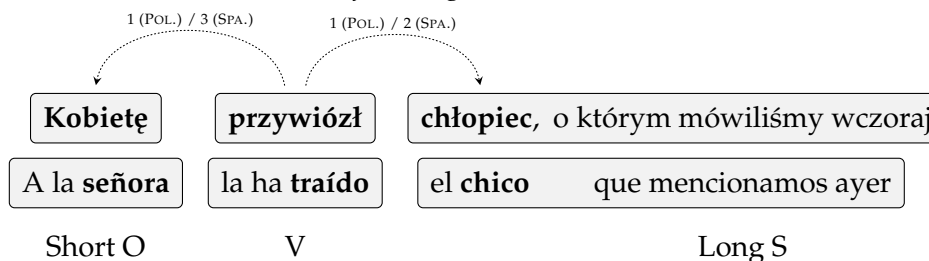 1 (POL.) / 3 (SPA.) 1 (POL.) / 2 (SPA.)
Kobietę przywiózł chłopiec, o którym mówiliśmy wczoraj
A la señora la ha traído el chico que mencionamos ayer
Short O V Long S